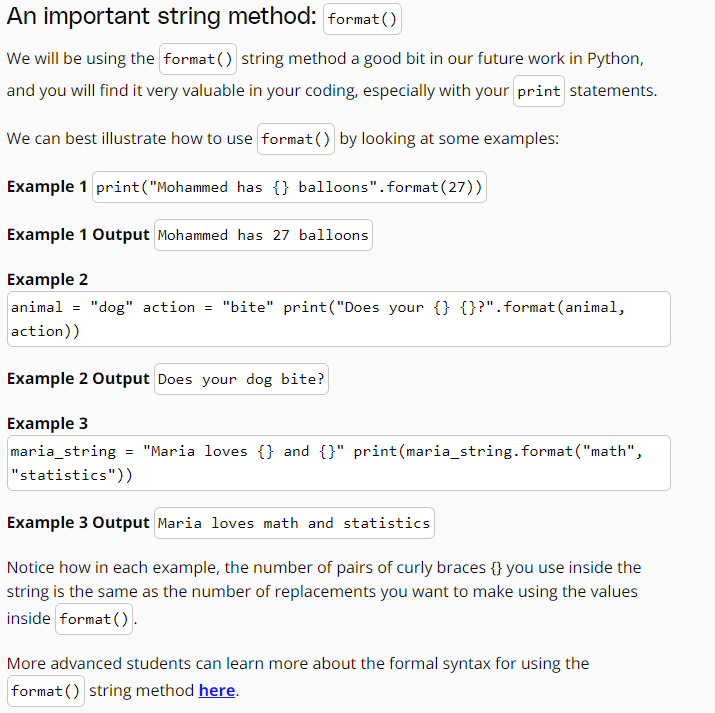 An important string method: format()
We will be using the format() string method a good bit in our future work in Python,
and you will find it very valuable in your coding, especially with your print statements.
We can best illustrate how to use format() by looking at some examples:
Example 1 print("Mohammed has {} balloons".format(27))
Example 1 Output Mohammed has 27 balloons
Example 2
animal = "dog" action = "bite" print("Does your {} {}?".format(animal,
action))
Example 2 Output Does your dog bite?
Example 3
maria_string = "Maria loves {} and {}" print(maria_string.format("math",
"statistics"))
Example 3 Output Maria loves math and statistics
Notice how in each example, the number of pairs of curly braces {} you use inside the
string is the same as the number of replacements you want to make using the values
inside format().
More advanced students can learn more about the formal syntax for using the
format() string method here.